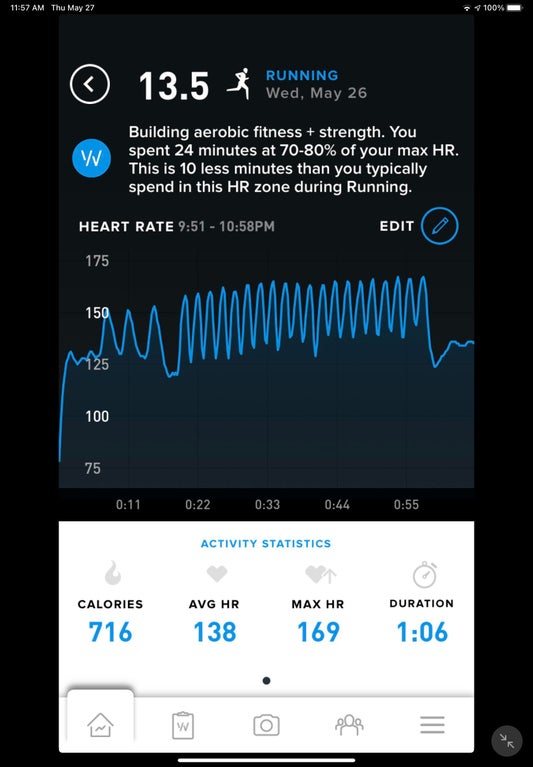 11:57 AM Thu May 27
100%
13.5
RUNNING
Wed, May 26
W
Building aerobic fitness + strength. You
spent 24 minutes at 70-80% of your max HR.
This is 10 less minutes than you typically
spend in this HR zone during Running.
HEART RATE 9:51 - 10:58PM
EDIT
175
150
125
100
75
0:11 0:22 0:33 0:44 0:55
ACTIVITY STATISTICS
CALORIES AVG HR MAX HR DURATION
716 138 169 1:06
W